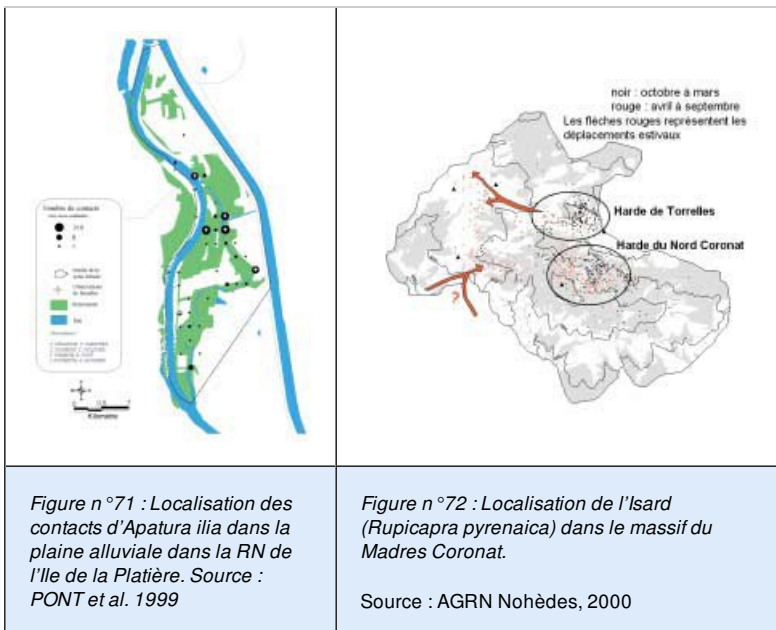 Kilomètre
noir : octobre à mars
rouge : avril à septembre
Les flèches rouges représentent les
déplacements estivaux
Harde de Torrelles
Harde du Nord Coronat
?
Figure n°71 : Localisation des
contacts d'Apatura ilia dans la
plaine alluviale dans la RN de
l'Ile de la Platière. Source :
PONT et al. 1999
Figure n°72 : Localisation de l'Isard
(Rupicapra pyrenaica) dans le massif du
Madres Coronat.
Source : AGRN Nohèdes, 2000